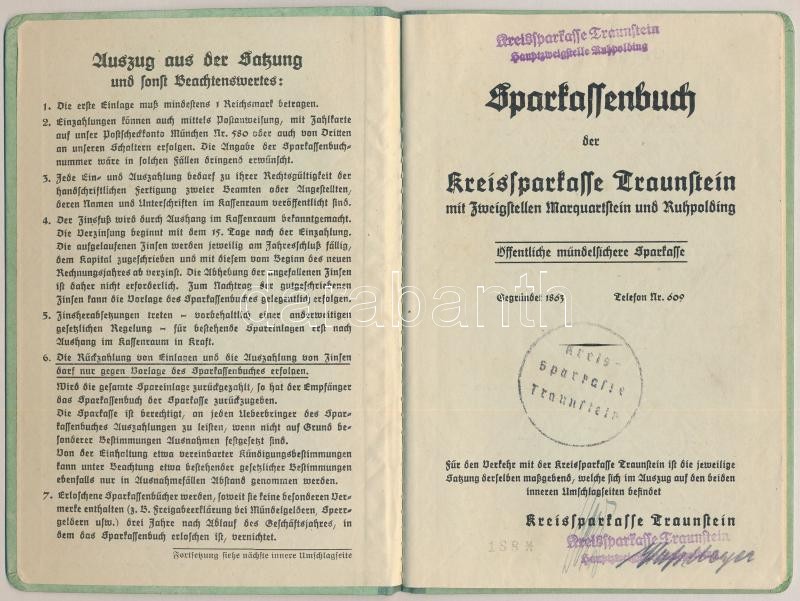 Auszug aus der Satzung
und sonst Beachtenswertes:
1. Die erste Einlage muß mindestens 1 Reichsmark betragen.
2. Einzahlungen können auch mittels Postanweisung, mit Zahlkarte
auf unser Postscheckkonto München Nr. 580 oder auch von Dritten
an unseren Schaltern erfolgen. Die Angabe der Sparkassenbuch-
nummer wäre in solchen Fällen dringend erwünscht.
3. Jede Ein- und Auszahlung bedarf zu ihrer Rechtsgültigkeit der
handschriftlichen Fertigung zweier Beamten oder Angestellten,
deren Namen und Unterschriften im Kassenraum veröffentlicht sind.
4. Der Zinsfuß wird durch Aushang im Kassenraum bekanntgemacht.
Die Verzinsung beginnt mit dem 15. Tage nach der Einzahlung.
Die aufgelaufenen Zinsen werden jeweilig am Jahresschluß fällig,
dem Kapital zugeschrieben und mit diesem vom Beginn des neuen
Rechnungsjahres ab verzinst. Die Abhebung der angefallenen Zinsen
ist daher nicht erforderlich. Zum Nachtrag der gutgeschriebenen
Zinsen kann die Vorlage des Sparkassenbuches gelegentlich erfolgen.
5. Zinsherabsetzungen treten – vorbehaltlich einer anderweitigen
gesetzlichen Regelung – für bestehende Spareinlagen erst nach
Aushang im Kassenraum in Kraft.
6. Die Rückzahlung von Einlagen und die Auszahlung von Zinsen
darf nur gegen Vorlage des Sparkassenbuches erfolgen.
Wird die gesamte Spareinlage zurückgezahlt, so hat der Empfänger
das Sparkassenbuch der Sparkasse zurückzugeben.
Die Sparkasse ist berechtigt, an jeden Ueberbringer des Spar-
kassenbuches Auszahlungen zu leisten, wenn nicht auf Grund be-
sonderer Bestimmungen Ausnahmen festgesetzt sind.
Von der Einhaltung etwa vereinbarter Kündigungsbestimmungen
kann unter Beachtung etwa bestehender gesetzlicher Bestimmungen
ebenfalls nur in Ausnahmefällen Abstand genommen werden.
7. Erloschene Sparkassenbücher werden, soweit sie keine besonderen Ver-
merke enthalten (z. B. Freigabeerklärung bei Mündelgeldern, Sperr-
geldern usw.) drei Jahre nach Ablauf des Geschäftsjahres, in
dem das Sparkassenbuch erloschen ist, vernichtet.
Fortsetzung siehe nächste innere Umschlagseite
Kreissparkasse Traunstein
Hauptzweigstelle Ruhpolding
Sparkassenbuch
der
Kreissparkasse Traunstein
mit Zweigstellen Marquartstein und Ruhpolding
Öffentliche mündelsichere Sparkasse
Gegründet 1863 Telefon Nr. 609
Kreis-
Sparkasse
Traunstein
darabanth
Für den Verkehr mit der Kreissparkasse Traunstein ist die jeweilige
Satzung derselben maßgebend, welche sich im Auszug auf den beiden
inneren Umschlagseiten befindet
Kreissparkasse Traunstein
Kreissparkasse Traunstein